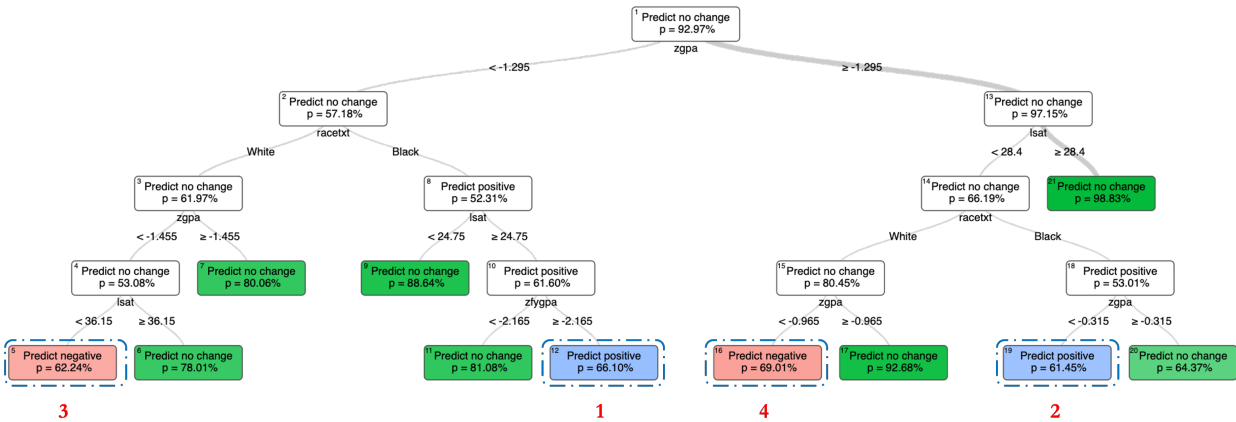 1 Predict no change
p = 92.97%
zgpa
< -1.295
≥ -1.295
2 Predict no change
p = 57.18%
racetxt
13 Predict no change
p = 97.15%
lsat
White
Black
< 28.4
≥ 28.4
3 Predict no change
p = 61.97%
zgpa
8 Predict positive
p = 52.31%
lsat
14 Predict no change
p = 66.19%
racetxt
21 Predict no change
p = 98.83%
< -1.455
≥ -1.455
< 24.75
≥ 24.75
White
Black
4 Predict no change
p = 53.08%
lsat
7 Predict no change
p = 80.06%
9 Predict no change
p = 88.64%
10 Predict positive
p = 61.60%
zfygpa
15 Predict no change
p = 80.45%
zgpa
18 Predict positive
p = 53.01%
zgpa
< 36.15
≥ 36.15
< -2.165
≥ -2.165
< -0.965
≥ -0.965
< -0.315
≥ -0.315
5 Predict negative
p = 62.24%
6 Predict no change
p = 78.01%
11 Predict no change
p = 81.08%
12 Predict positive
p = 66.10%
16 Predict negative
p = 69.01%
17 Predict no change
p = 92.68%
19 Predict positive
p = 61.45%
20 Predict no change
p = 64.37%
3
1
4
2